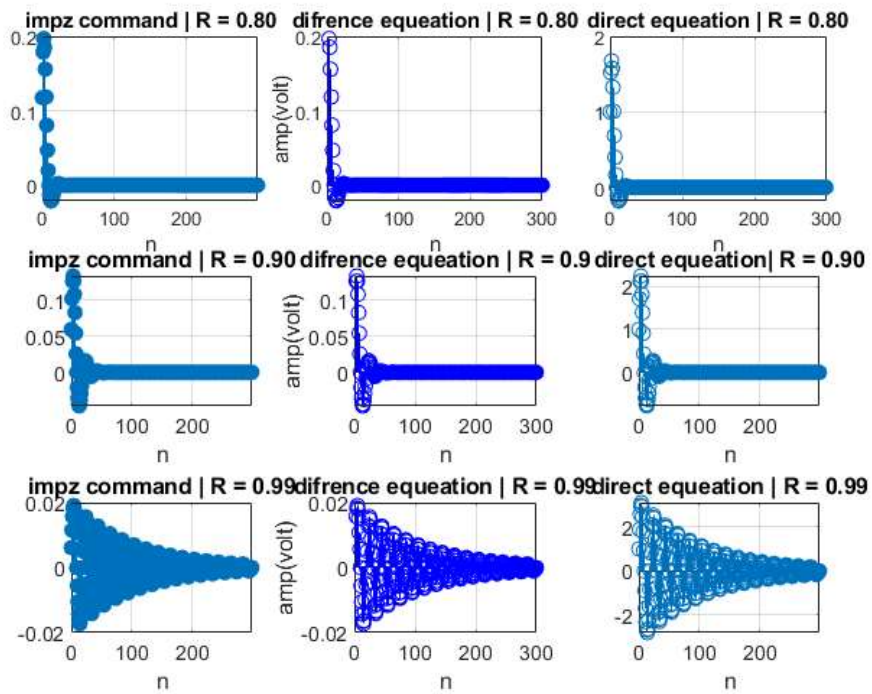 impz command | R = 0.80
difrence equeation | R = 0.80
direct equeation | R = 0.80
0.2
0.1
0
0
100
200
300
n
amp(volt)
0.2
0.1
0
0
100
200
300
n
2
1
0
0
100
200
300
n
impz command | R = 0.90
difrence equeation | R = 0.9
direct equeation| R = 0.90
0.1
0.05
0
0
100
200
n
amp(volt)
0.1
0.05
0
0
100
200
300
n
2
1
0
0
100
200
n
impz command | R = 0.99
difrence equeation | R = 0.99
direct equeation | R = 0.99
0.02
0
-0.02
0
100
200
n
amp(volt)
0.02
0
-0.02
0
100
200
300
n
2
0
-2
0
100
200
n